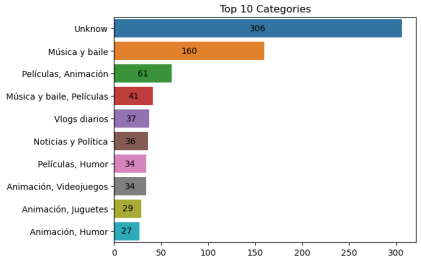 Top 10 Categories
Unknow 306
Música y baile 160
Películas, Animación 61
Música y baile, Películas 41
Vlogs diarios 37
Noticias y Política 36
Películas, Humor 34
Animación, Videojuegos 34
Animación, Juguetes 29
Animación, Humor 27
0 50 100 150 200 250 300